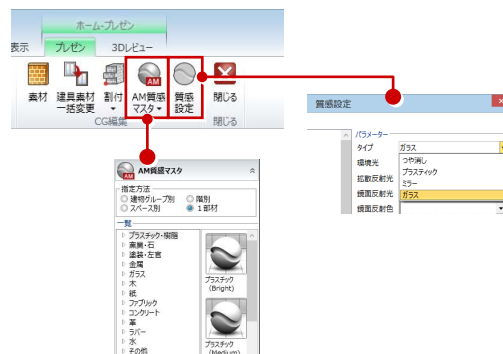 ホーム-プレゼン
表示 プレゼン 3Dレビュー
素材 建具素材一括変更 割付 AM質感マスタ 質感設定 閉じる
CG編集 閉じる
質感設定
パラメーター
タイプ ガラス
環境光 つや消し
拡散反射光 プラスティック
鏡面反射光 ミラー
ガラス
鏡面反射色
AM質感マスタ
指定方法
建物グループ別 階別
スペース別 1部材
一覧
プラスチック・樹脂
窯業・石
塗装・左官
金属
ガラス
木
紙
ファブリック
コンクリート
革
ラバー
水
その他
プラスチック
(Bright)
プラスチック
(Medium)